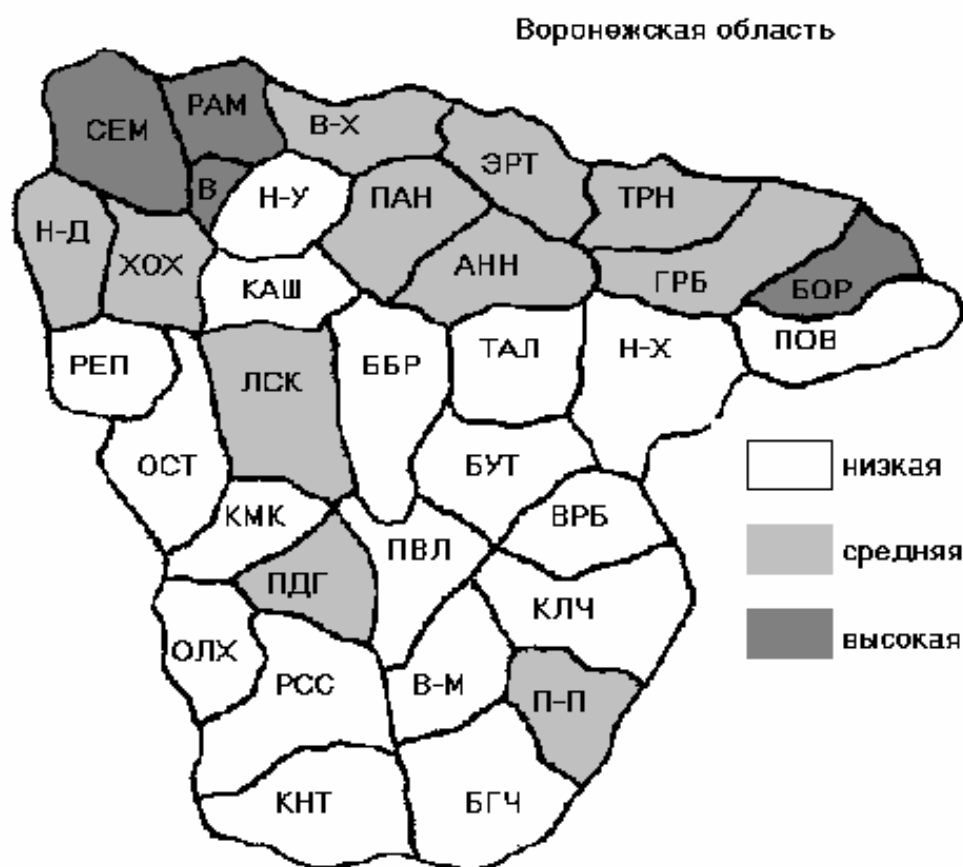 Воронежская область
РАМ
СЕМ
В-Х
ЭРТ
В
Н-У
ПАН
ТРН
Н-Д
ХОХ
АНН
КАШ
ГРБ
БОР
РЕП
ЛСК
ББР
ТАЛ
Н-Х
ПОВ
ОСТ
БУТ
низкая
КМК
ВРБ
ПВЛ
средняя
ПДГ
КЛЧ
ОЛХ
высокая
РСС
В-М
П-П
КНТ
БГЧ